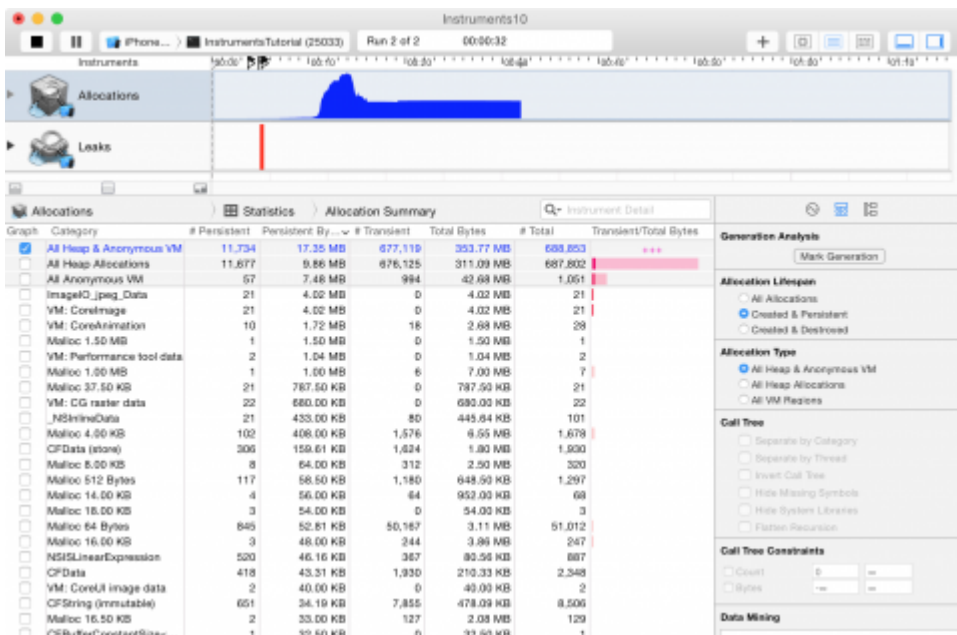 Instruments10
iPhone... InstrumentsTutorial (25033) Run 2 of 2 00:00:32
Instruments 00:00 00:10 00:20 00:40 00:50 01:10
Allocations
Leaks
Allocations Statistics Allocation Summary Instrument Detail
Graph Category # Persistent Persistent By... # Transient Total Bytes # Total Transient/Total Bytes
All Heap & Anonymous VM 11,734 17.35 MB 677,119 353.77 MB 688,853 +++
All Heap Allocations 11,677 9.86 MB 676,125 311.09 MB 687,802
All Anonymous VM 57 7.48 MB 994 42.68 MB 1,051
ImageIO_jpeg_Data 21 4.02 MB 0 4.02 MB 21
VM: CoreImage 21 4.02 MB 0 4.02 MB 21
VM: CoreAnimation 10 1.72 MB 18 2.68 MB 28
Malloc 1.50 MB 1 1.50 MB 0 1.50 MB 1
VM: Performance tool data 2 1.04 MB 0 1.04 MB 2
Malloc 1.00 MB 1 1.00 MB 6 7.00 MB 7
Malloc 37.50 KB 21 787.50 KB 0 787.50 KB 21
VM: CG raster data 22 680.00 KB 0 680.00 KB 22
_NSInlineData 21 433.00 KB 80 445.64 KB 101
Malloc 4.00 KB 102 408.00 KB 1,576 6.55 MB 1,678
CFData (store) 306 159.61 KB 1,624 1.80 MB 1,930
Malloc 8.00 KB 8 64.00 KB 312 2.50 MB 320
Malloc 512 Bytes 117 58.50 KB 1,180 648.50 KB 1,297
Malloc 14.00 KB 4 56.00 KB 64 952.00 KB 68
Malloc 18.00 KB 3 54.00 KB 0 54.00 KB 3
Malloc 64 Bytes 845 52.81 KB 50,167 3.11 MB 51,012
Malloc 16.00 KB 3 48.00 KB 244 3.86 MB 247
NSISLinearExpression 520 46.16 KB 367 80.56 KB 887
CFData 418 43.31 KB 1,930 210.33 KB 2,348
VM: CoreUI image data 2 40.00 KB 0 40.00 KB 2
CFString (immutable) 651 34.19 KB 7,855 478.09 KB 8,506
Malloc 16.50 KB 2 33.00 KB 127 2.08 MB 129
Generation Analysis
Mark Generation
Allocation Lifespan
All Allocations
Created & Persistent
Created & Destroyed
Allocation Type
All Heap & Anonymous VM
All Heap Allocations
All VM Regions
Call Tree
Separate by Category
Separate by Thread
Invert Call Tree
Hide Missing Symbols
Hide System Libraries
Flatten Recursion
Call Tree Constraints
Count 0 ∞
Bytes -∞ ∞
Data Mining